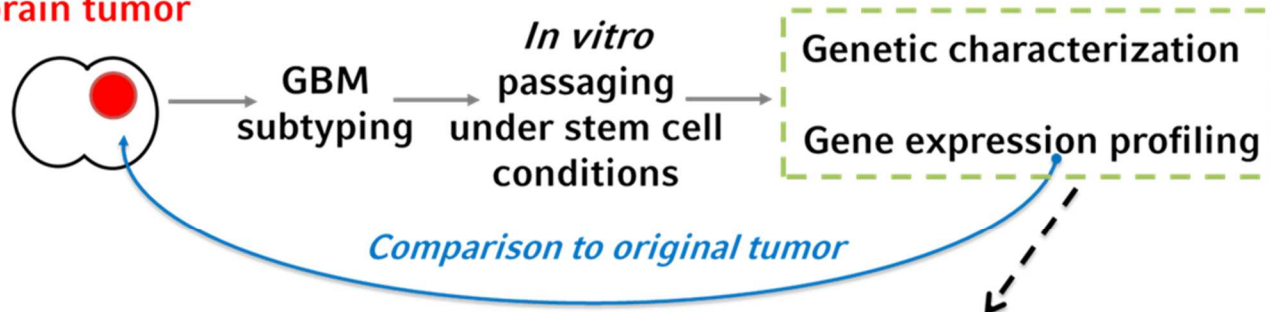 brain tumor
GBM
subtyping
In vitro
passaging
under stem cell
conditions
Genetic characterization
Gene expression profiling
Comparison to original tumor